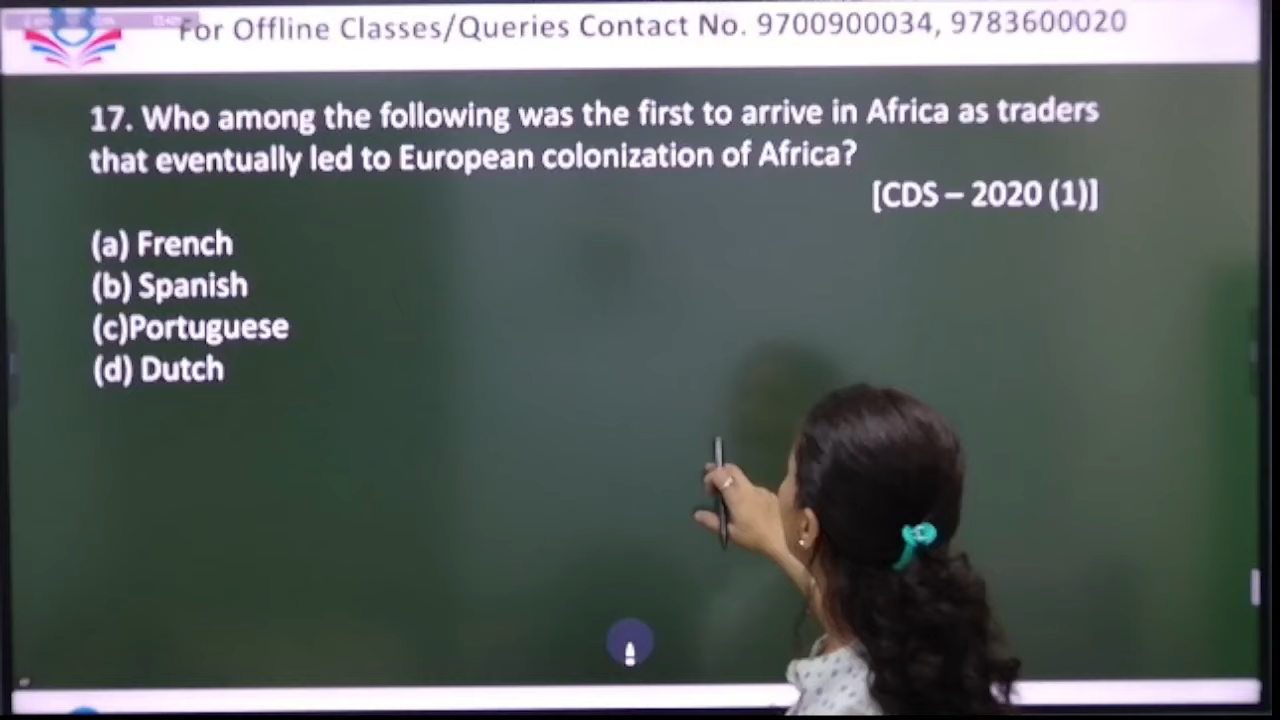 For Offline Classes/Queries Contact No. 9700900034, 9783600020
17. Who among the following was the first to arrive in Africa as traders
that eventually led to European colonization of Africa?
[CDS – 2020 (1)]
(a) French
(b) Spanish
(c)Portuguese
(d) Dutch